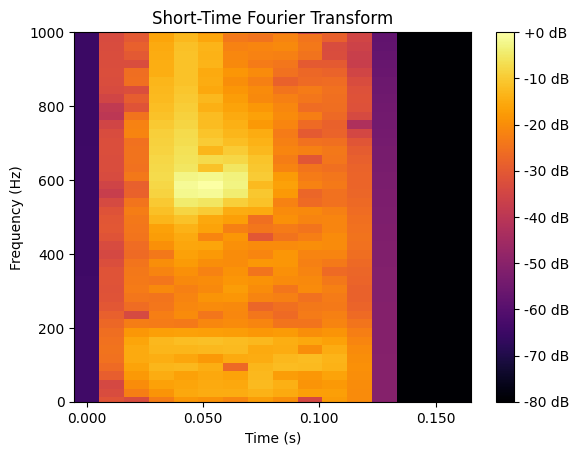 Short-Time Fourier Transform
1000
800
600
400
200
0
Frequency (Hz)
0.000
0.050
0.100
0.150
Time (s)
+0 dB
-10 dB
-20 dB
-30 dB
-40 dB
-50 dB
-60 dB
-70 dB
-80 dB